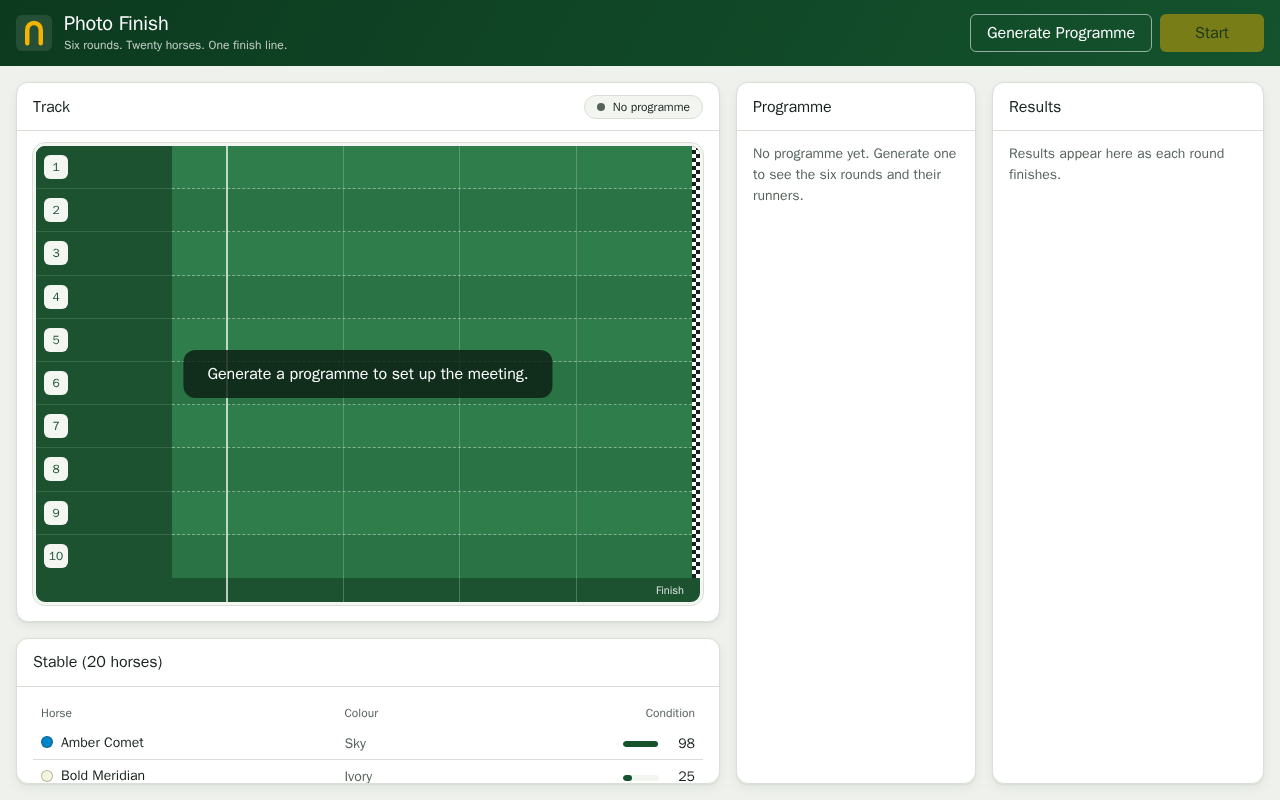 Photo Finish
Six rounds. Twenty horses. One finish line.
Generate Programme
Start
Track
No programme
1
2
3
4
5
6
7
8
9
10
Generate a programme to set up the meeting.
Finish
Stable (20 horses)
Horse Colour Condition
Amber Comet Sky 98
Bold Meridian Ivory 25
Programme
No programme yet. Generate one
to see the six rounds and their
runners.
Results
Results appear here as each round
finishes.